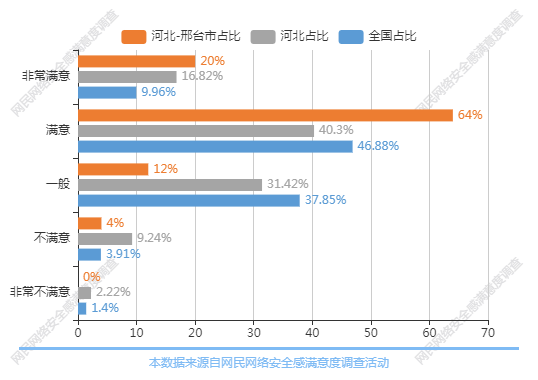 河北-邢台市占比 河北占比 全国占比
非常满意 20% 16.82% 9.96%
满意 64% 40.3% 46.88%
一般 12% 31.42% 37.85%
不满意 4% 9.24% 3.91%
非常不满意 0% 2.22% 1.4%
0 10 20 30 40 50 60 70
本数据来源自网民网络安全感满意度调查活动
网民网络安全感满意度调查
网民网络安全感满意度调查
网民网络安全感满意度调查
网民网络安全感满意度调查